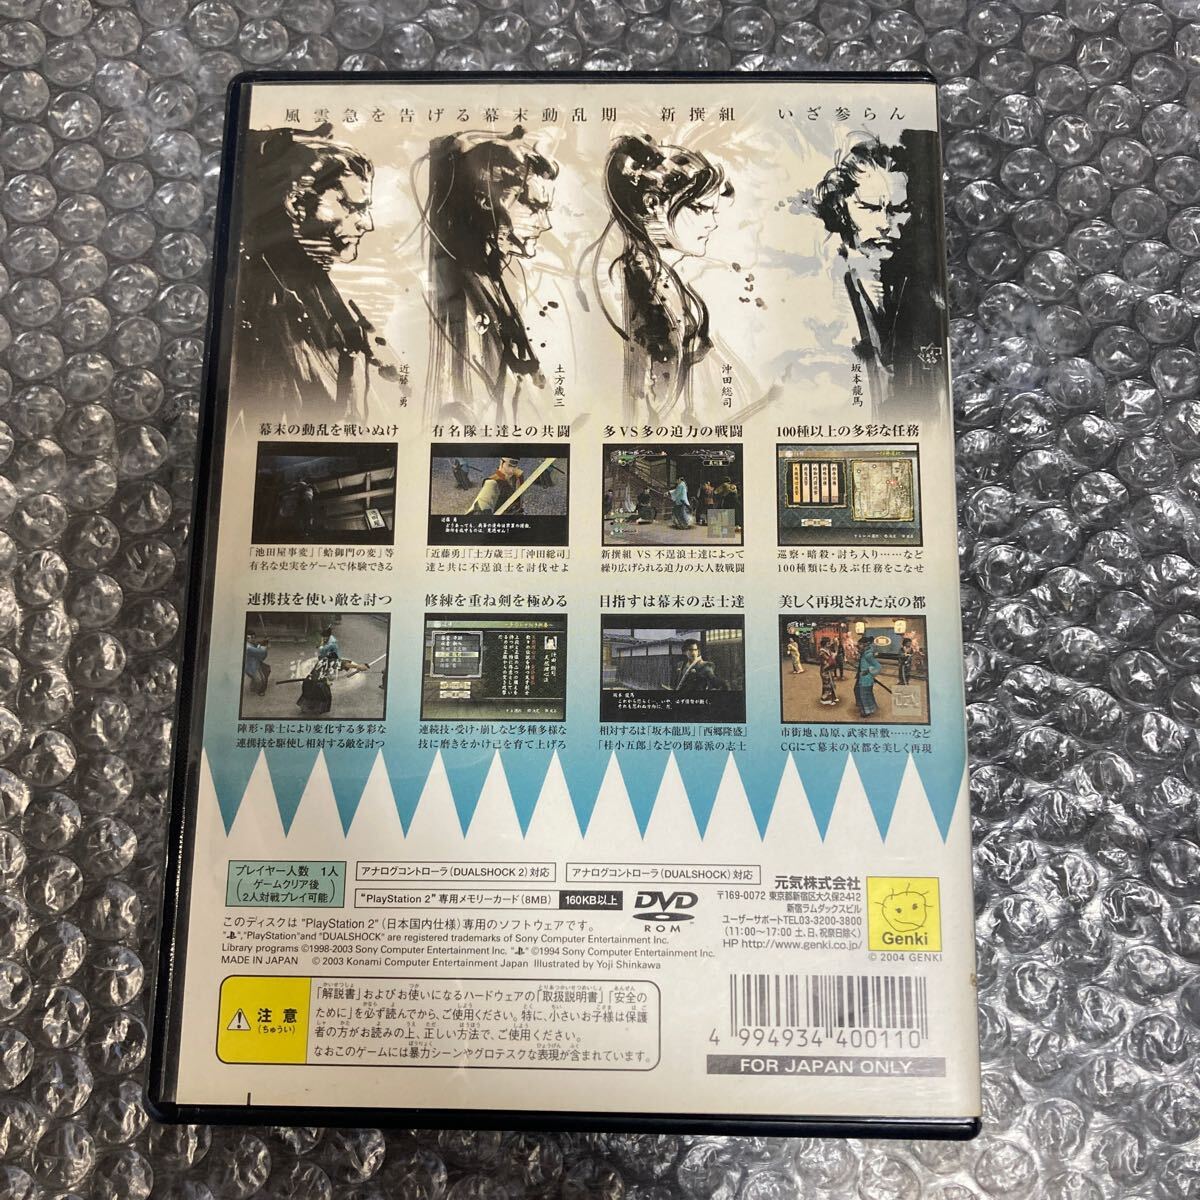 風雲急を告げる幕末動乱期　新撰組　いざ参らん
近藤 勇
土方歳三
沖田総司
坂本龍馬
幕末の動乱を戦いぬけ
「池田屋事変」「蛤御門の変」等
有名な史実をゲームで体験できる
有名隊士達との共闘
「近藤勇」「土方歳三」「沖田総司」
達と共に不逞浪士を討伐せよ
多VS多の迫力の戦闘
新撰組 VS 不逞浪士達によって
繰り広げられる迫力の大人数戦闘
100種以上の多彩な任務
巡察・暗殺・討ち入り……など
100種類にも及ぶ任務をこなせ
連携技を使い敵を討つ
陣形・隊士により変化する多彩な
連携技を駆使し相対する敵を討つ
修練を重ね剣を極める
連続技・受け・崩しなど多種多様な
技に磨きをかけ己を育て上げろ
目指すは幕末の志士達
相対するは「坂本龍馬」「西郷隆盛」
「桂小五郎」などの倒幕派の志士
美しく再現された京の都
市街地、島原、武家屋敷……など
CGにて幕末の京都を美しく再現
プレイヤー人数 1人
(ゲームクリア後
2人対戦プレイ可能)
アナログコントローラ(DUALSHOCK 2)対応
アナログコントローラ(DUALSHOCK)対応
"PlayStation 2"専用メモリーカード(8MB) 160KB以上
DVD
ROM
このディスクは "PlayStation 2"(日本国内仕様)専用のソフトウェアです。
" ","PlayStation"and "DUALSHOCK" are registered trademarks of Sony Computer Entertainment Inc.
Library programs ©1998-2003 Sony Computer Entertainment Inc. " " ©1994 Sony Computer Entertainment Inc.
MADE IN JAPAN © 2003 Konami Computer Entertainment Japan Illustrated by Yoji Shinkawa
元気株式会社
〒169-0072 東京都新宿区大久保2-4-12
新宿ラムダックスビル
ユーザーサポートTEL03-3200-3800
(11:00〜17:00 土、日、祝祭日除く)
HP http://www.genki.co.jp/
Genki
© 2004 GENKI
注意
(ちゅうい)
「解説書」およびお使いになるハードウェアの「取扱説明書」「安全の
ために」を必ず読んでから、ご使用ください。特に、小さいお子様は保護
者の方がお読みの上、正しい方法で、ご使用ください。
なおこのゲームには暴力シーンやグロテスクな表現が含まれています。
4 994934 400110
FOR JAPAN ONLY